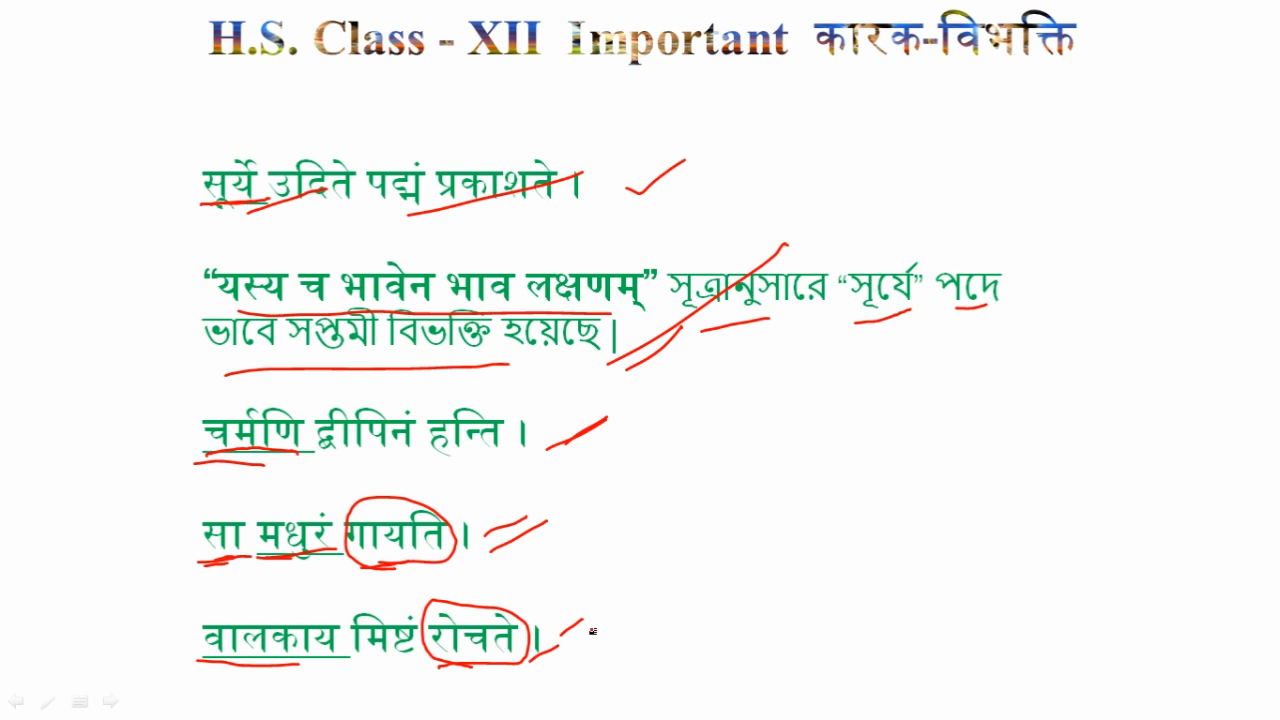 H.S. Class - XII Important कारक-विभक्ति
सूर्ये उदिते पद्मं प्रकाशते ।
“यस्य च भावेन भाव लक्षणम्” সূত্রানুসারে “সূর্যে” পদে
ভাবে সপ্তমী বিভক্তি হয়েছে|
चर्मणि द्वीपिनं हन्ति ।
सा मधुरं गायति ।
वालकाय मिष्टं रोचते ।